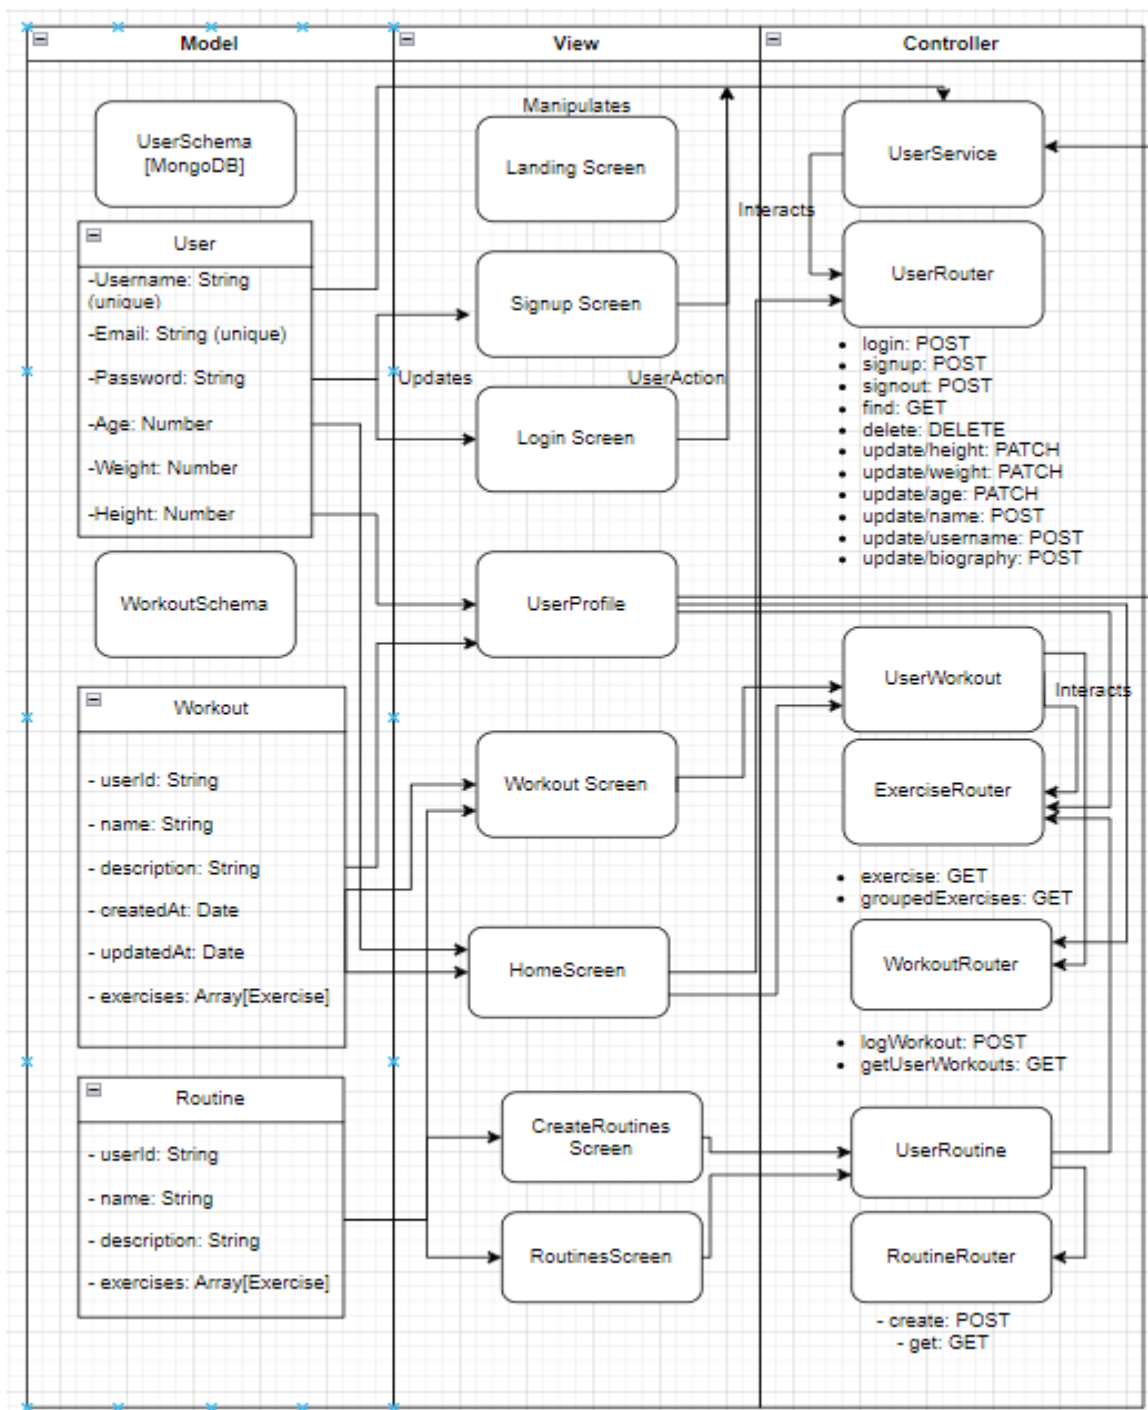 Model
View
Controller
UserSchema
[MongoDB]
User
-Username: String
(unique)
-Email: String (unique)
-Password: String
-Age: Number
-Weight: Number
-Height: Number
WorkoutSchema
Workout
- userId: String
- name: String
- description: String
- createdAt: Date
- updatedAt: Date
- exercises: Array[Exercise]
Routine
- userId: String
- name: String
- description: String
- exercises: Array[Exercise]
Manipulates
Landing Screen
Interacts
Signup Screen
Updates
UserAction
Login Screen
UserProfile
Workout Screen
HomeScreen
CreateRoutines
Screen
RoutinesScreen
UserService
UserRouter
• login: POST
• signup: POST
• signout: POST
• find: GET
• delete: DELETE
• update/height: PATCH
• update/weight: PATCH
• update/age: PATCH
• update/name: POST
• update/username: POST
• update/biography: POST
UserWorkout
Interacts
ExerciseRouter
• exercise: GET
• groupedExercises: GET
WorkoutRouter
• logWorkout: POST
• getUserWorkouts: GET
UserRoutine
RoutineRouter
- create: POST
- get: GET